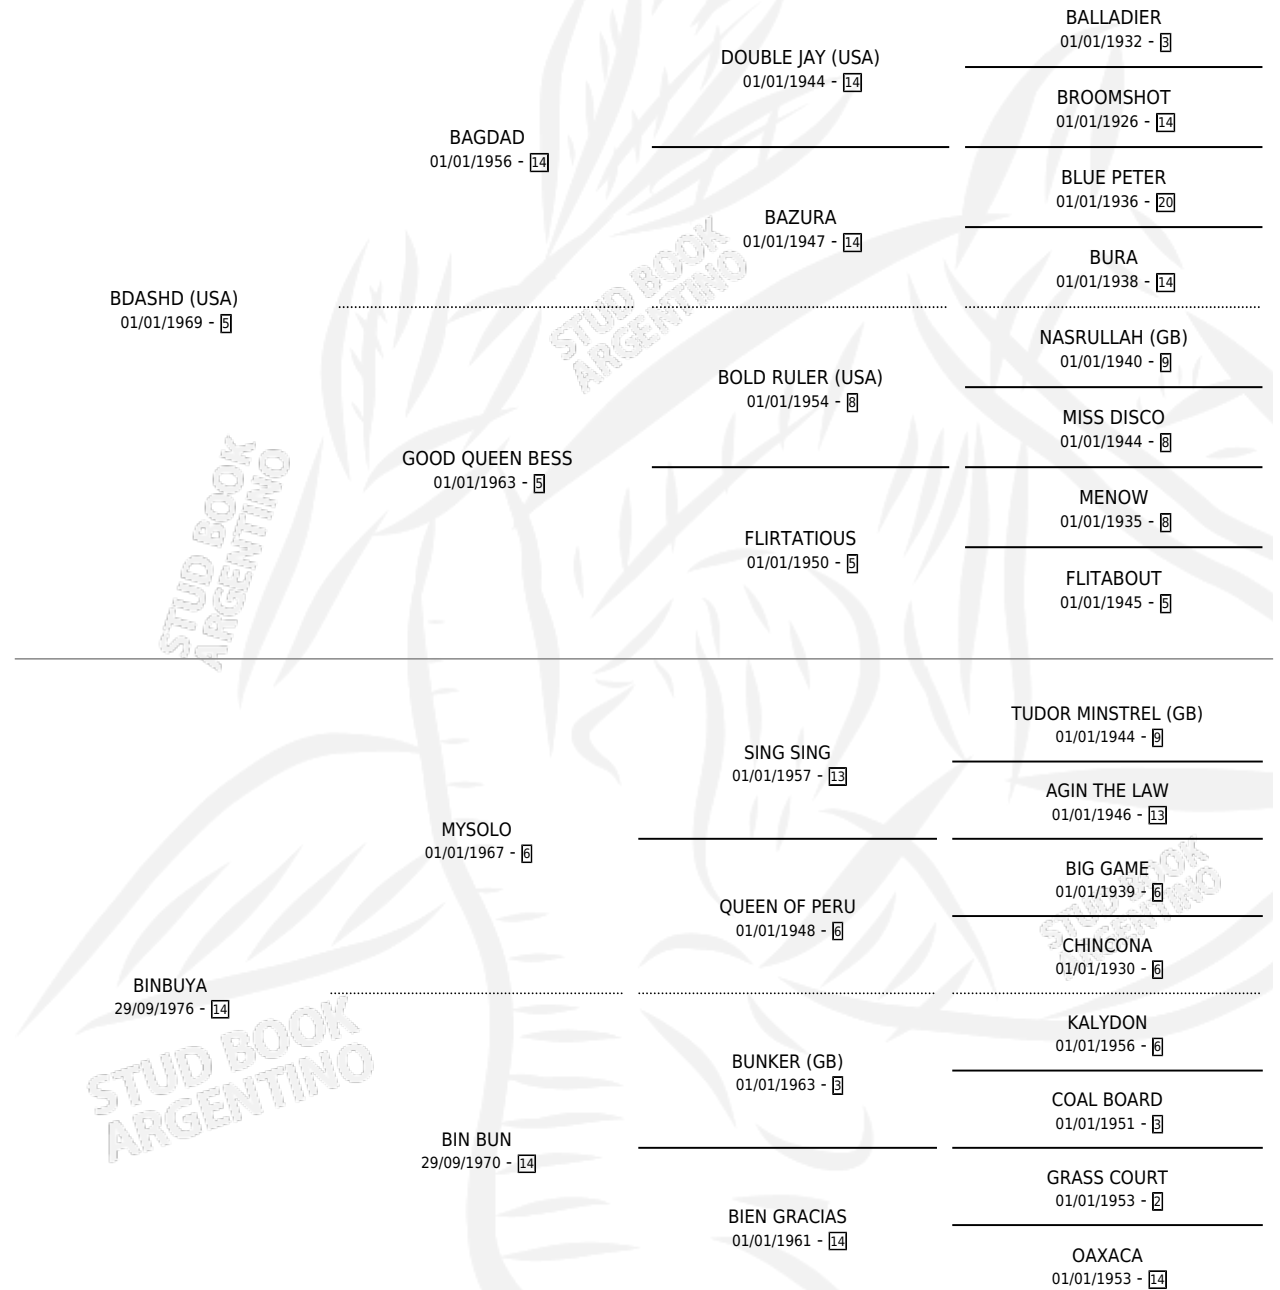 BALLADIER
01/01/1932 - 3
DOUBLE JAY (USA)
01/01/1944 - 14
BROOMSHOT
01/01/1926 - 14
BAGDAD
01/01/1956 - 14
BLUE PETER
01/01/1936 - 20
BAZURA
01/01/1947 - 14
BURA
01/01/1938 - 14
BDASHD (USA)
01/01/1969 - 5
NASRULLAH (GB)
01/01/1940 - 9
BOLD RULER (USA)
01/01/1954 - 8
MISS DISCO
01/01/1944 - 8
GOOD QUEEN BESS
01/01/1963 - 5
MENOW
01/01/1935 - 8
FLIRTATIOUS
01/01/1950 - 5
FLITABOUT
01/01/1945 - 5
TUDOR MINSTREL (GB)
01/01/1944 - 9
SING SING
01/01/1957 - 13
AGIN THE LAW
01/01/1946 - 13
MYSOLO
01/01/1967 - 6
BIG GAME
01/01/1939 - 6
QUEEN OF PERU
01/01/1948 - 6
CHINCONA
01/01/1930 - 6
BINBUYA
29/09/1976 - 14
KALYDON
01/01/1956 - 6
BUNKER (GB)
01/01/1963 - 3
COAL BOARD
01/01/1951 - 3
BIN BUN
29/09/1970 - 14
GRASS COURT
01/01/1953 - 2
BIEN GRACIAS
01/01/1961 - 14
OAXACA
01/01/1953 - 14
STUD BOOK
ARGENTINO
STUD BOOK
ARGENTINO
STUD BOOK
ARGENTINO
STUD BOOK
ARGENTINO